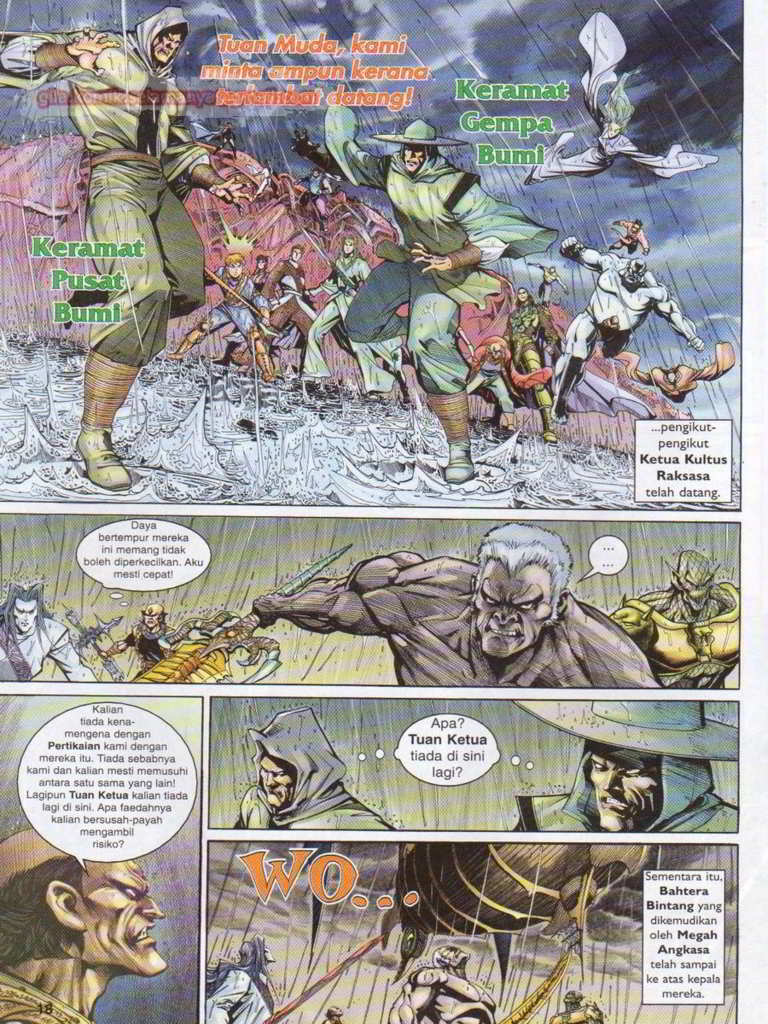 Tuan Muda, kami
minta ampun kerana
terlambat datang!
Keramat
Gempa
Bumi
Keramat
Pusat
Bumi
...pengikut-
pengikut
Ketua Kultus
Raksasa
telah datang.
Daya
bertempur mereka
ini memang tidak
boleh diperkecilkan. Aku
mesti cepat!
...
...
Kalian
tiada kena-
mengena dengan
Pertikaian kami dengan
mereka itu. Tiada sebabnya
kami dan kalian mesti memusuhi
antara satu sama yang lain!
Lagipun Tuan Ketua kalian tiada
lagi di sini. Apa faedahnya
kalian bersusah-payah
mengambil
risiko?
Apa?
Tuan Ketua
tiada di sini
lagi?
WO...
Sementara itu,
Bahtera
Bintang yang
dikemudikan
oleh Megah
Angkasa
telah sampai
ke atas kepala
mereka.
18